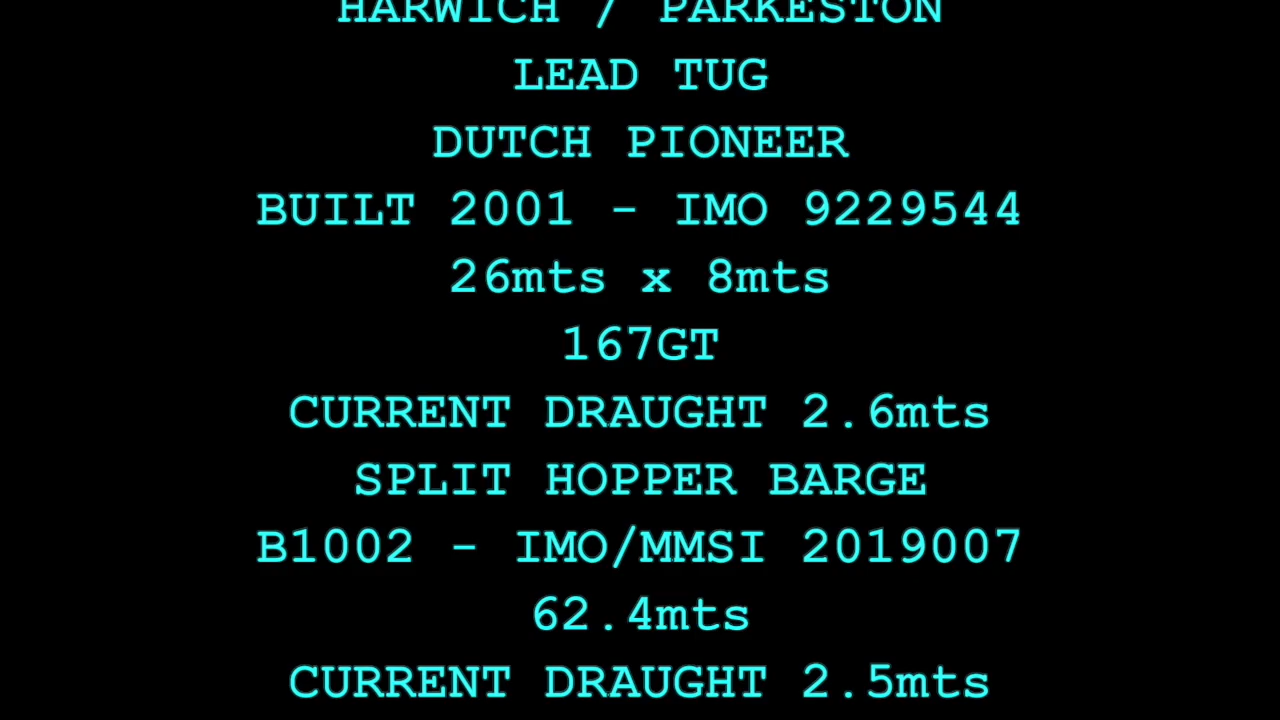 HARWICH / PARKESTON
LEAD TUG
DUTCH PIONEER
BUILT 2001 - IMO 9229544
26mts x 8mts
167GT
CURRENT DRAUGHT 2.6mts
SPLIT HOPPER BARGE
B1002 - IMO/MMSI 2019007
62.4mts
CURRENT DRAUGHT 2.5mts